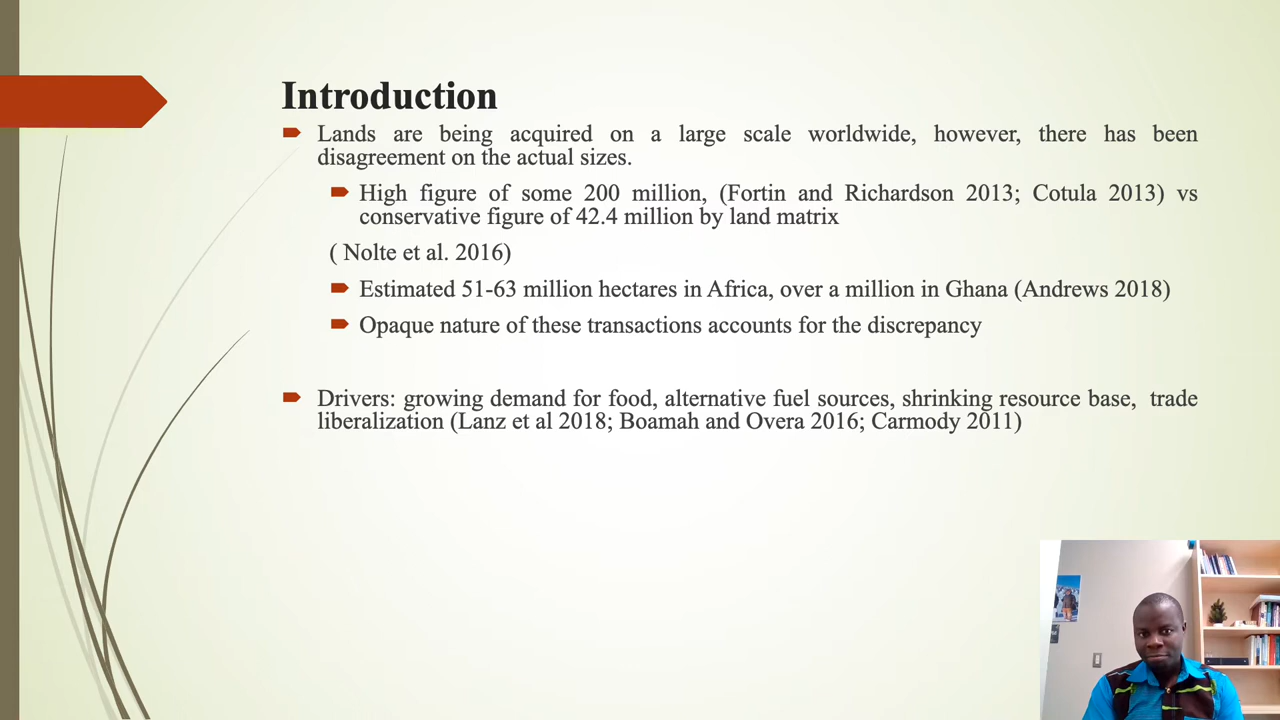 Introduction
Lands are being acquired on a large scale worldwide, however, there has been
disagreement on the actual sizes.
High figure of some 200 million, (Fortin and Richardson 2013; Cotula 2013) vs
conservative figure of 42.4 million by land matrix
( Nolte et al. 2016)
Estimated 51-63 million hectares in Africa, over a million in Ghana (Andrews 2018)
Opaque nature of these transactions accounts for the discrepancy
Drivers: growing demand for food, alternative fuel sources, shrinking resource base, trade
liberalization (Lanz et al 2018; Boamah and Overa 2016; Carmody 2011)